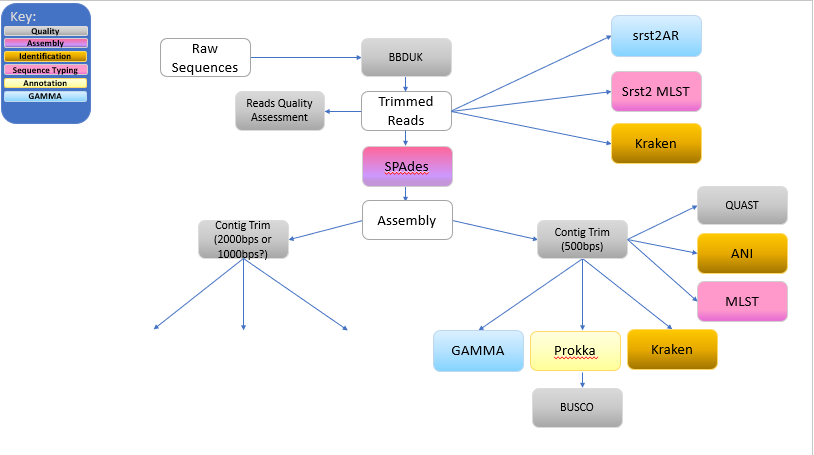 Key:
Quality
Assembly
Identification
Sequence Typing
Annotation
GAMMA
Raw
Sequences
BBDUK
srst2AR
Reads Quality
Assessment
Trimmed
Reads
Srst2 MLST
Kraken
SPAdes
Assembly
Contig Trim
(2000bps or
1000bps?)
Contig Trim
(500bps)
QUAST
ANI
MLST
GAMMA
Prokka
Kraken
BUSCO